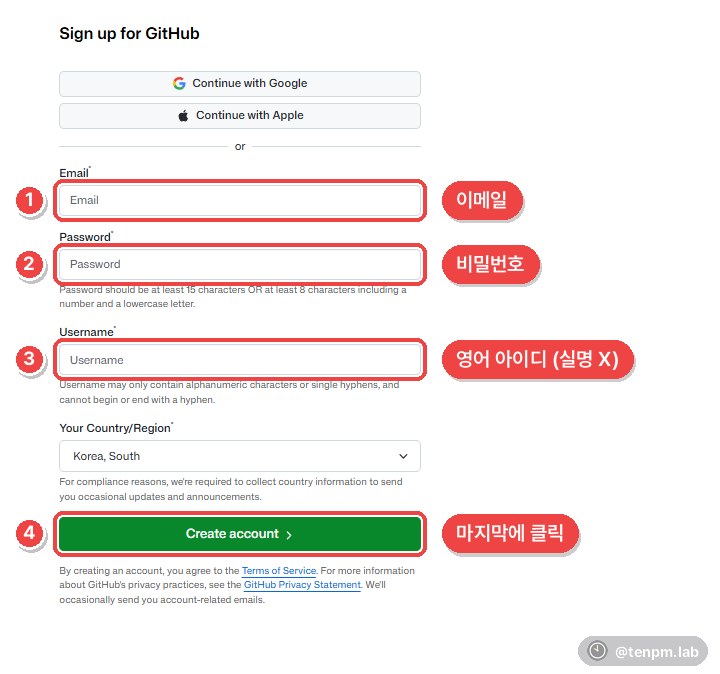 Sign up for GitHub
Continue with Google
Continue with Apple
or
Email*
1
Email
이메일
Password*
2
Password
비밀번호
Password should be at least 15 characters OR at least 8 characters including a
number and a lowercase letter.
Username*
3
Username
영어 아이디 (실명 X)
Username may only contain alphanumeric characters or single hyphens, and
cannot begin or end with a hyphen.
Your Country/Region*
Korea, South
For compliance reasons, we're required to collect country information to send
you occasional updates and announcements.
4
Create account >
마지막에 클릭
By creating an account, you agree to the Terms of Service. For more information
about GitHub's privacy practices, see the GitHub Privacy Statement. We'll
occasionally send you account-related emails.
@tenpm.lab